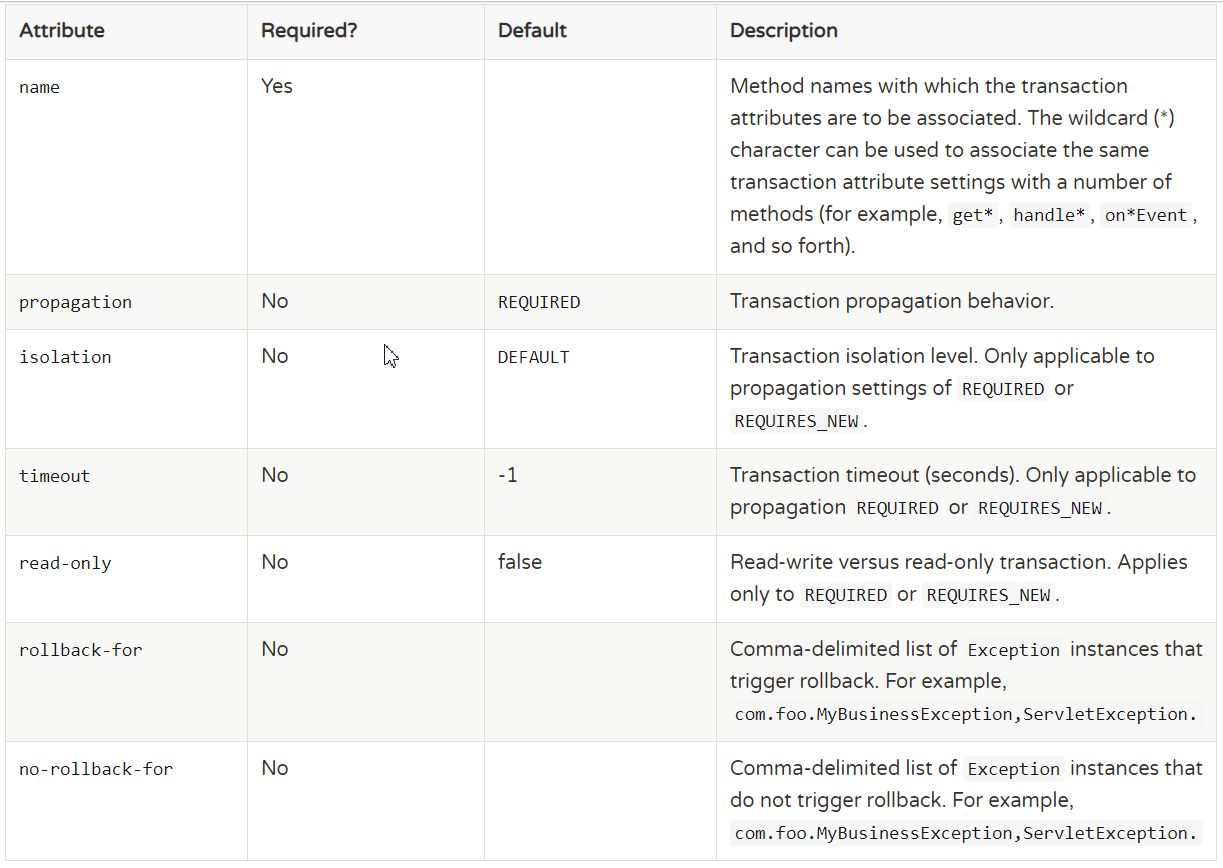 Attribute Required? Default Description
name Yes Method names with which the transaction
attributes are to be associated. The wildcard (*)
character can be used to associate the same
transaction attribute settings with a number of
methods (for example, get*, handle*, on*Event,
and so forth).
propagation No REQUIRED Transaction propagation behavior.
isolation No DEFAULT Transaction isolation level. Only applicable to
propagation settings of REQUIRED or
REQUIRES_NEW.
timeout No -1 Transaction timeout (seconds). Only applicable to
propagation REQUIRED or REQUIRES_NEW.
read-only No false Read-write versus read-only transaction. Applies
only to REQUIRED or REQUIRES_NEW.
rollback-for No Comma-delimited list of Exception instances that
trigger rollback. For example,
com.foo.MyBusinessException,ServletException.
no-rollback-for No Comma-delimited list of Exception instances that
do not trigger rollback. For example,
com.foo.MyBusinessException,ServletException.